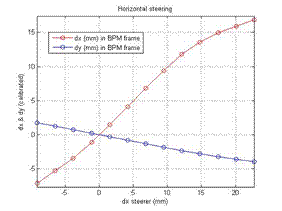 Horizontal steering
dx (mm) in BPM frame
dy (mm) in BPM frame
dx & dy (calibrated)
15
10
5
0
-5
-5
0
5
10
15
20
dx steerer (mm)